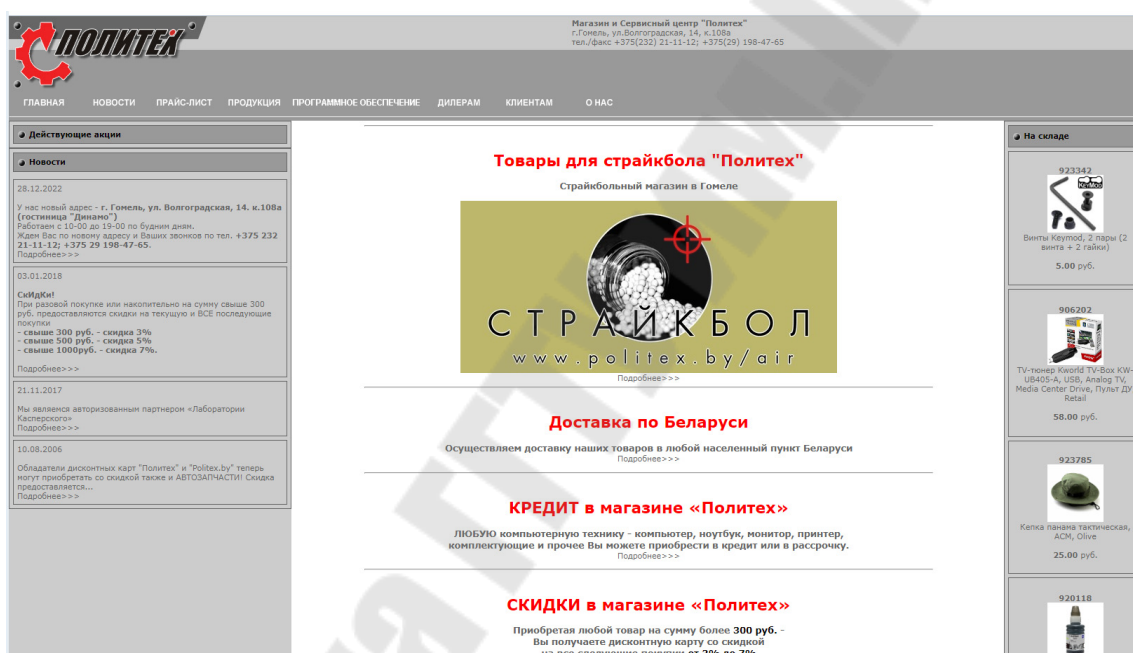 ПОЛИТЕХ
Магазин и Сервисный центр "Политех"
г.Гомель, ул.Волгоградская, 14, к.108а
тел./факс +375(232) 21-11-12; +375(29) 198-47-65
ГЛАВНАЯ НОВОСТИ ПРАЙС-ЛИСТ ПРОДУКЦИЯ ПРОГРАММНОЕ ОБЕСПЕЧЕНИЕ ДИЛЕРАМ КЛИЕНТАМ О НАС
Действующие акции
Новости
28.12.2022
У нас новый адрес - г. Гомель, ул. Волгоградская, 14. к.108а
(гостиница "Динамо")
Работаем с 10-00 до 19-00 по будним дням.
Ждем Вас по новому адресу и Ваших звонков по тел. +375 232
21-11-12; +375 29 198-47-65.
Подробнее>>>
03.01.2018
СкИдКи!
При разовой покупке или накопительно на сумму свыше 300
руб. предоставляются скидки на текущую и ВСЕ последующие
покупки
- свыше 300 руб. - скидка 3%
- свыше 500 руб. - скидка 5%
- свыше 1000руб. - скидка 7%.
Подробнее>>>
21.11.2017
Мы являемся авторизованным партнером «Лаборатории
Касперского»
Подробнее>>>
10.08.2006
Обладатели дисконтных карт "Политех" и "Politex.by" теперь
могут приобретать со скидкой также и АВТОЗАПЧАСТИ! Скидка
предоставляется...
Подробнее>>>
Товары для страйкбола "Политех"
Страйкбольный магазин в Гомеле
СТРАЙКБОЛ
www.politex.by/air
Подробнее>>>
Доставка по Беларуси
Осуществляем доставку наших товаров в любой населенный пункт Беларуси
Подробнее>>>
КРЕДИТ в магазине «Политех»
ЛЮБУЮ компьютерную технику - компьютер, ноутбук, монитор, принтер,
комплектующие и прочее Вы можете приобрести в кредит или в рассрочку.
Подробнее>>>
СКИДКИ в магазине «Политех»
Приобретая любой товар на сумму более 300 руб. -
Вы получаете дисконтную карту со скидкой
на все следующие покупки от 2% до 7%
На складе
923342
KeyMod
Винты Keymod, 2 пары (2
винта + 2 гайки)
5.00 руб.
906202
TV-тюнер Kworld TV-Box KW-
UB405-A, USB, Analog TV,
Media Center Drive, Пульт ДУ
Retail
58.00 руб.
923785
Кепка панама тактическая,
ACM, Olive
25.00 руб.
920118